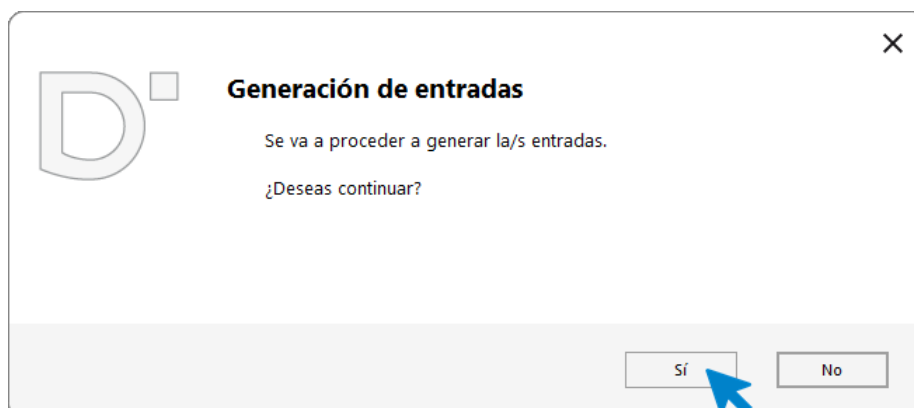 Generación de entradas
Se va a proceder a generar la/s entradas.
¿Deseas continuar?
Sí
No